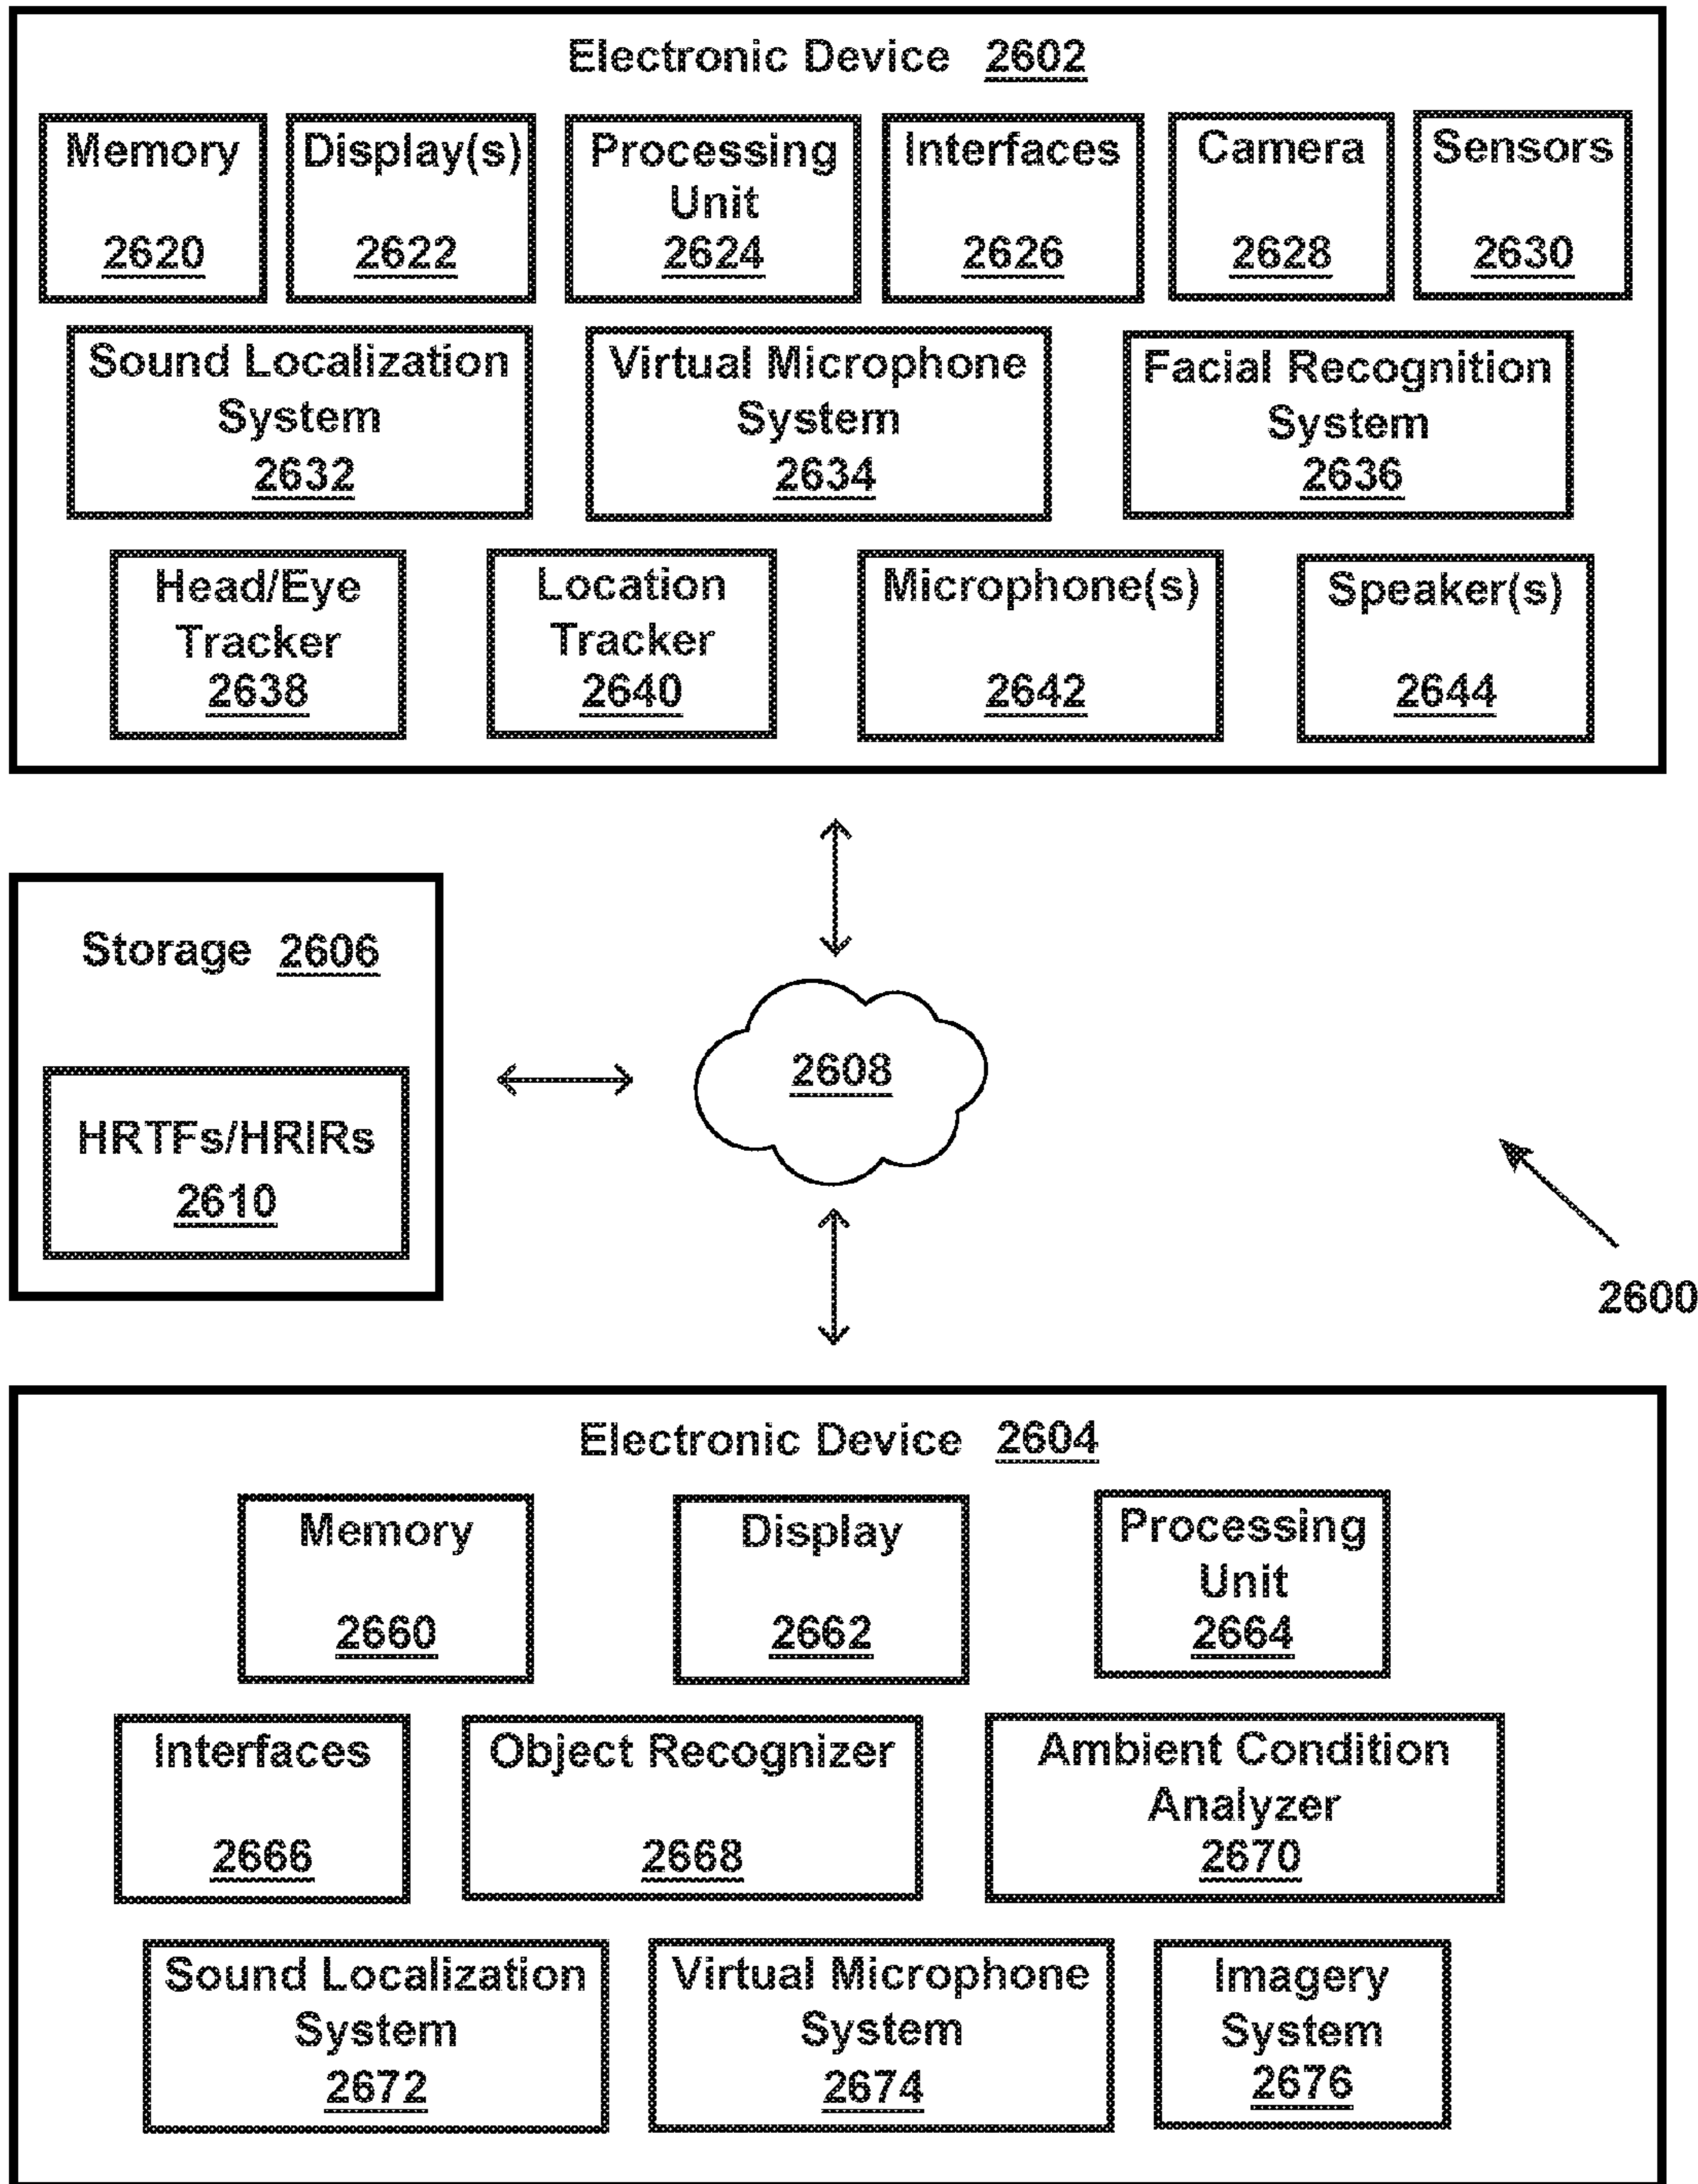 Electronic Device 2602
Memory
2620
Display(s)
2622
Processing
Unit
2624
Interfaces
2626
Camera
2628
Sensors
2630
Sound Localization
System
2632
Virtual Microphone
System
2634
Facial Recognition
System
2636
Head/Eye
Tracker
2638
Location
Tracker
2640
Microphone(s)
2642
Speaker(s)
2644
Storage 2606
HRTFs/HRIRs
2610
2608
2600
Electronic Device 2604
Memory
2660
Display
2662
Processing
Unit
2664
Interfaces
2666
Object Recognizer
2668
Ambient Condition
Analyzer
2670
Sound Localization
System
2672
Virtual Microphone
System
2674
Imagery
System
2676